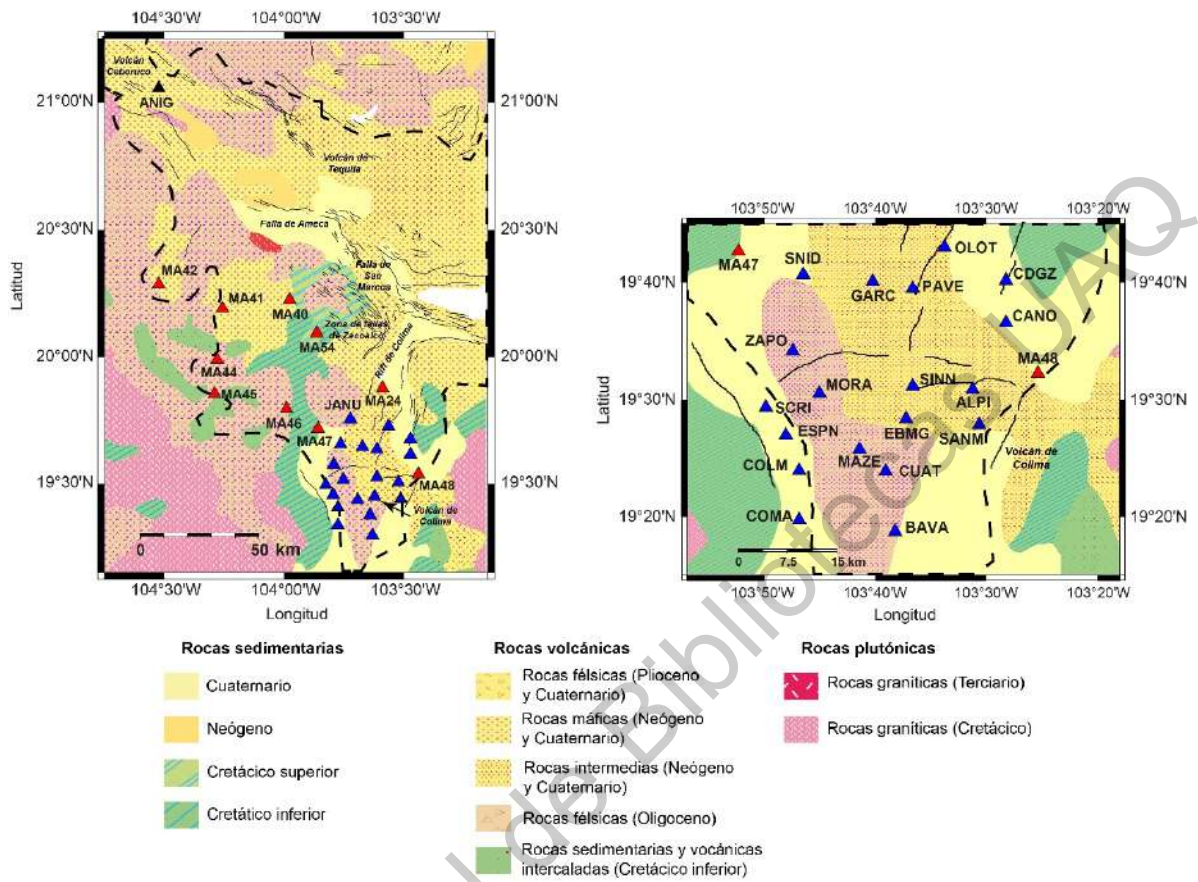 104°30'W 104°00'W 103°30'W
Volcán
Ceboruco
ANIG
21°00'N 21°00'N
Volcán de
Tequila
20°30'N 20°30'N
Falla de Ameca
Falla de
San
Marcos
MA42
MA41
MA40
Zona de fallas
de Zacoalco
MA54
Rift de Colima
Latitud
20°00'N 20°00'N
MA44
MA45
MA24
JANU
MA46
MA47
MA48
19°30'N 19°30'N
Volcán de
Colima
0 50 km
104°30'W 104°00'W 103°30'W
Longitud
103°50'W 103°40'W 103°30'W 103°20'W
MA47
SNID
OLOT
19°40'N 19°40'N
GARC
PAVE
CDGZ
CANO
ZAPO
MA48
MORA
SINN
ALPI
Latitud
19°30'N 19°30'N
SCRI
ESPN
EBMG
SANM
Volcán de
Colima
COLM
MAZE
CUAT
19°20'N 19°20'N
COMA
BAVA
0 7.5 15 km
103°50'W 103°40'W 103°30'W 103°20'W
Longitud
Rocas sedimentarias
Cuaternario
Neógeno
Cretácico superior
Cretático inferior
Rocas volcánicas
Rocas félsicas (Plioceno
y Cuaternario)
Rocas máficas (Neógeno
y Cuaternario)
Rocas intermedias (Neógeno
y Cuaternario)
Rocas félsicas (Oligoceno)
Rocas sedimentarias y vocánicas
intercaladas (Cretácico inferior)
Rocas plutónicas
Rocas graníticas (Terciario)
Rocas graníticas (Cretácico)
de Bibliotecas UAQ